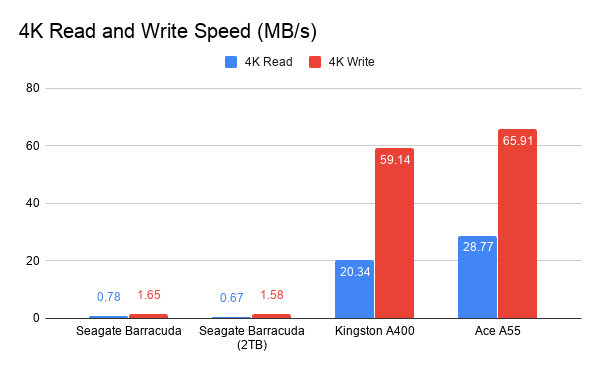 4K Read and Write Speed (MB/s)
4K Read 4K Write
80
60
40
20
0
0.78 1.65 0.67 1.58 20.34 59.14 28.77 65.91
Seagate Barracuda Seagate Barracuda Kingston A400 Ace A55
(2TB)